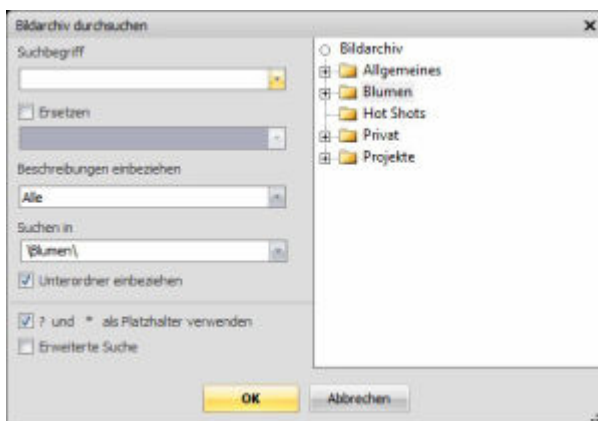 Bildarchiv durchsuchen
Suchbegriff
Ersetzen
Beschreibungen einbeziehen
Alle
Suchen in
\Blumen\
Unterordner einbeziehen
? und * als Platzhalter verwenden
Erweiterte Suche
Bildarchiv
Allgemeines
Blumen
Hot Shots
Privat
Projekte
OK
Abbrechen